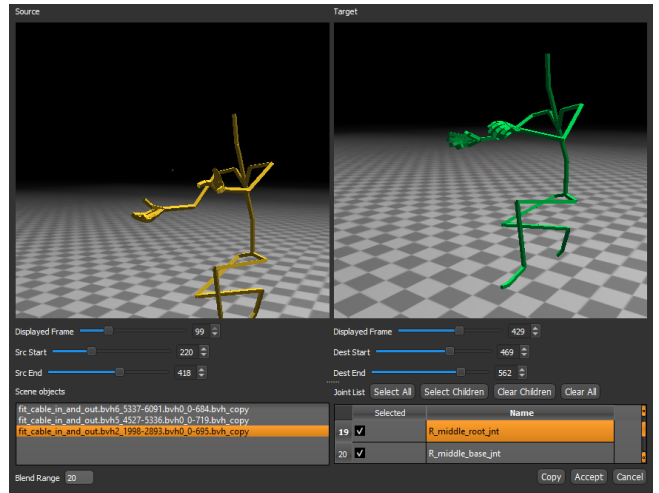 Source Target
Displayed Frame 99 Displayed Frame 429
Src Start 220 Dest Start 469
Src End 418 Dest End 562
Scene objects Joint List Select All Select Children Clear Children Clear All
fit_cable_in_and_out.bvh6_5337-6091.bvh0_0-684.bvh_copy
fit_cable_in_and_out.bvh5_4527-5336.bvh0_0-719.bvh_copy
fit_cable_in_and_out.bvh2_1998-2893.bvh0_0-695.bvh_copy
Selected Name
19 R_middle_root_jnt
20 R_middle_base_jnt
Blend Range 20 Copy Accept Cancel